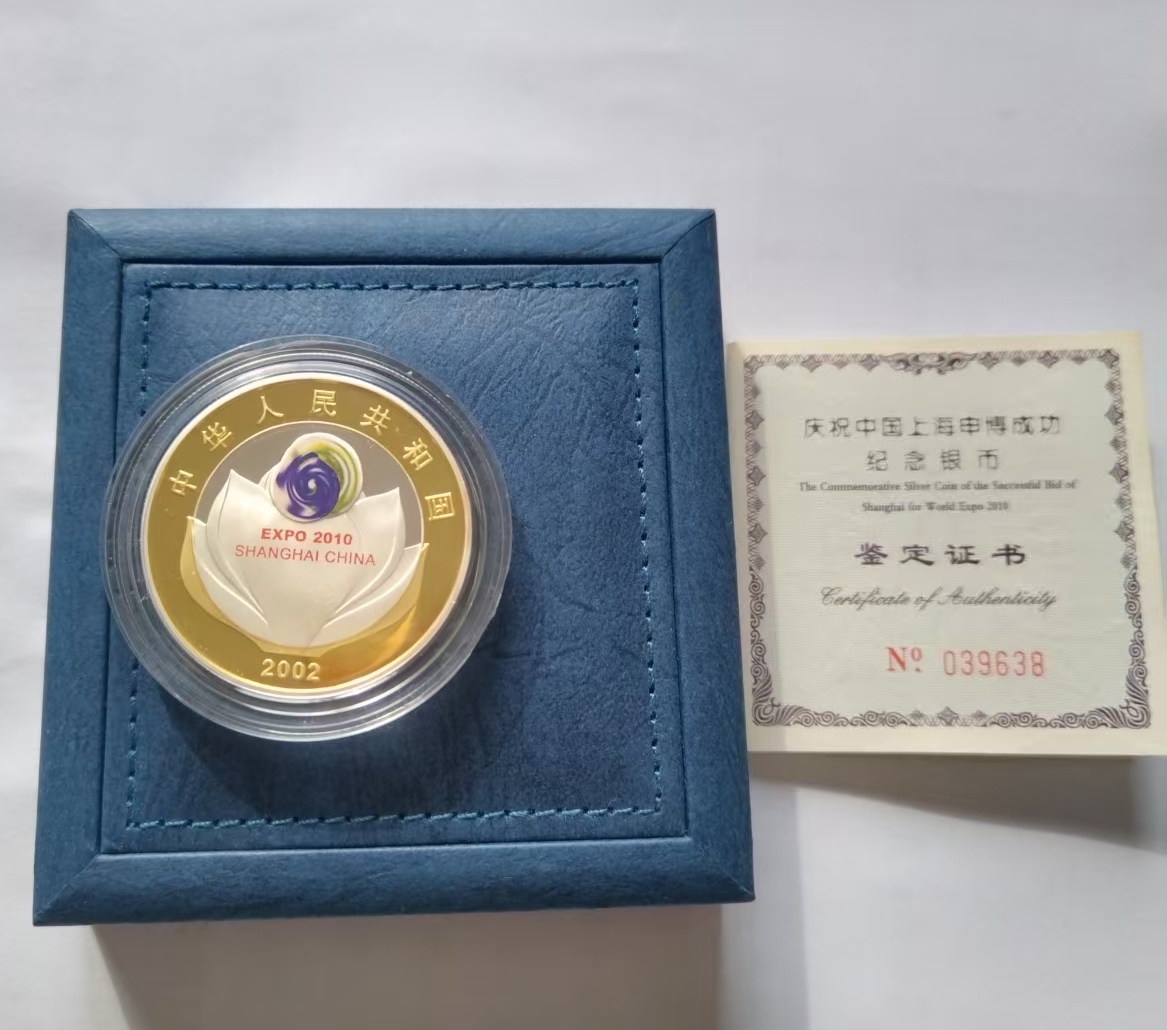 中华人民共和国
EXPO 2010
SHANGHAI CHINA
2002
庆祝中国上海申博成功
纪念银币
The Commemorative Silver Coin of the Successful Bid of
Shanghai for World Expo 2010
鉴定证书
Certificate of Authenticity
Nº 039638